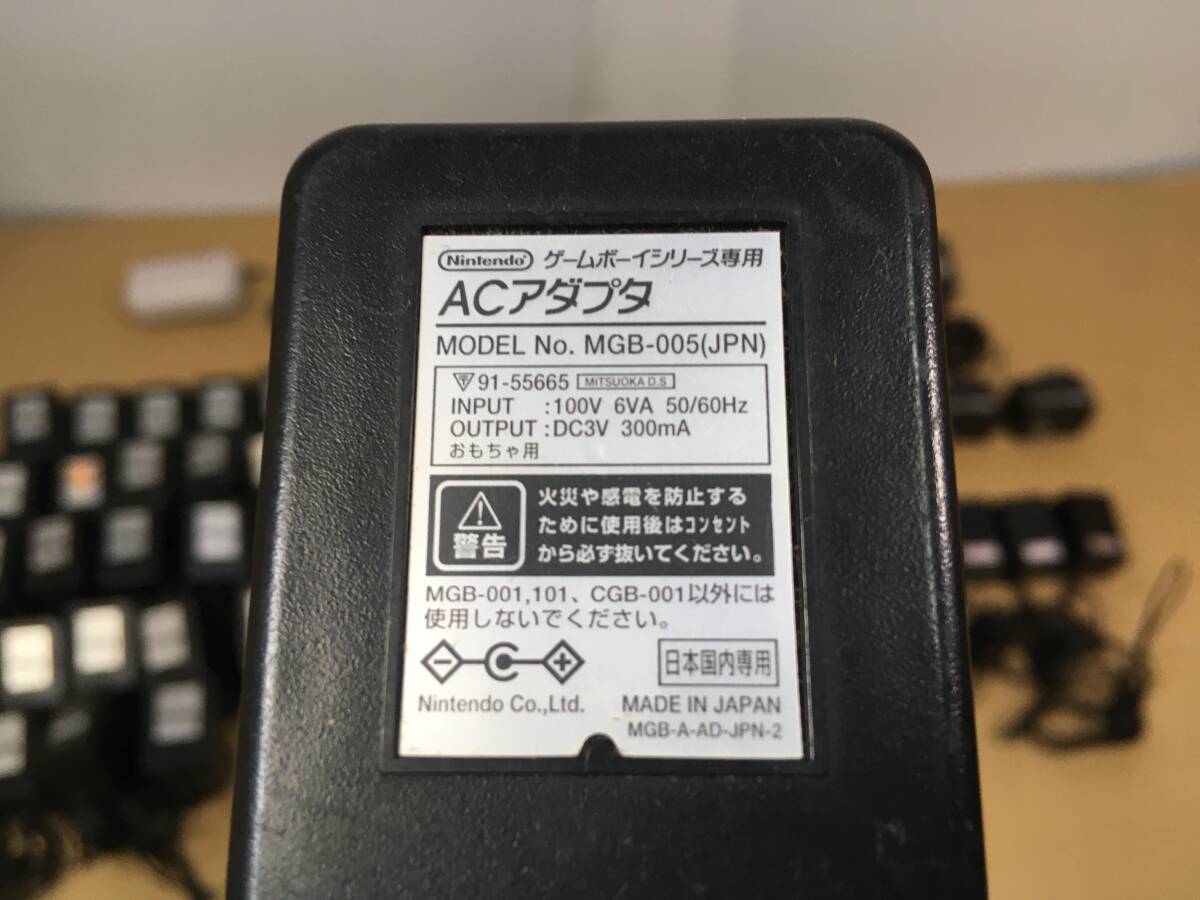 Nintendo ゲームボーイシリーズ専用
ACアダプタ
MODEL No. MGB-005(JPN)
91-55665 MITSUOKA D.S
INPUT :100V 6VA 50/60Hz
OUTPUT :DC3V 300mA
おもちゃ用
警告
火災や感電を防止する
ために使用後はコンセント
から必ず抜いてください。
MGB-001,101、CGB-001以外には
使用しないでください。
日本国内専用
Nintendo Co.,Ltd. MADE IN JAPAN
MGB-A-AD-JPN-2